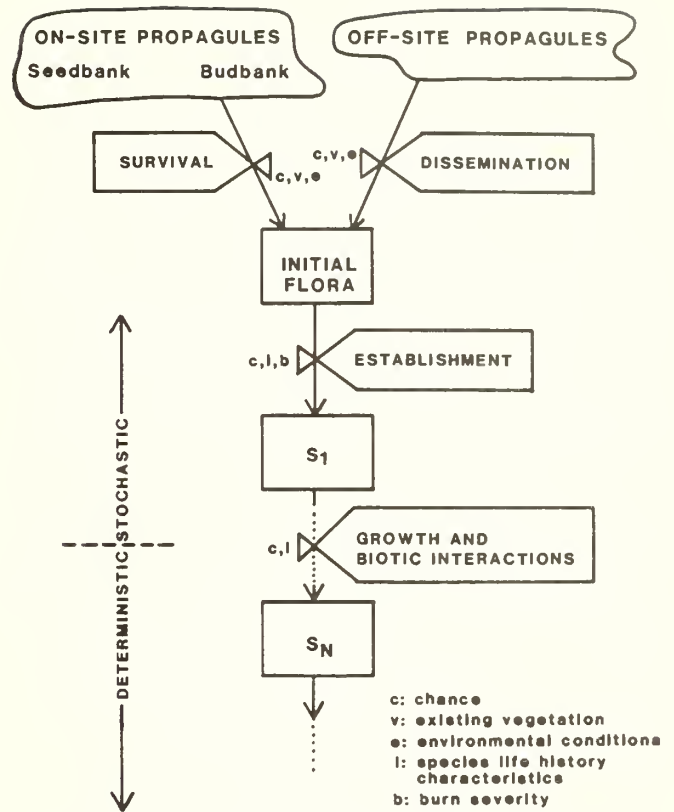 ON-SITE PROPAGULES
Seedbank Budbank
OFF-SITE PROPAGULES
SURVIVAL
c,v,e
c,v,e
DISSEMINATION
INITIAL
FLORA
c,l,b
ESTABLISHMENT
S1
c,l
GROWTH AND
BIOTIC INTERACTIONS
SN
DETERMINISTIC STOCHASTIC
c: chance
v: existing vegetation
e: environmental conditions
l: species life history
characteristics
b: burn severity